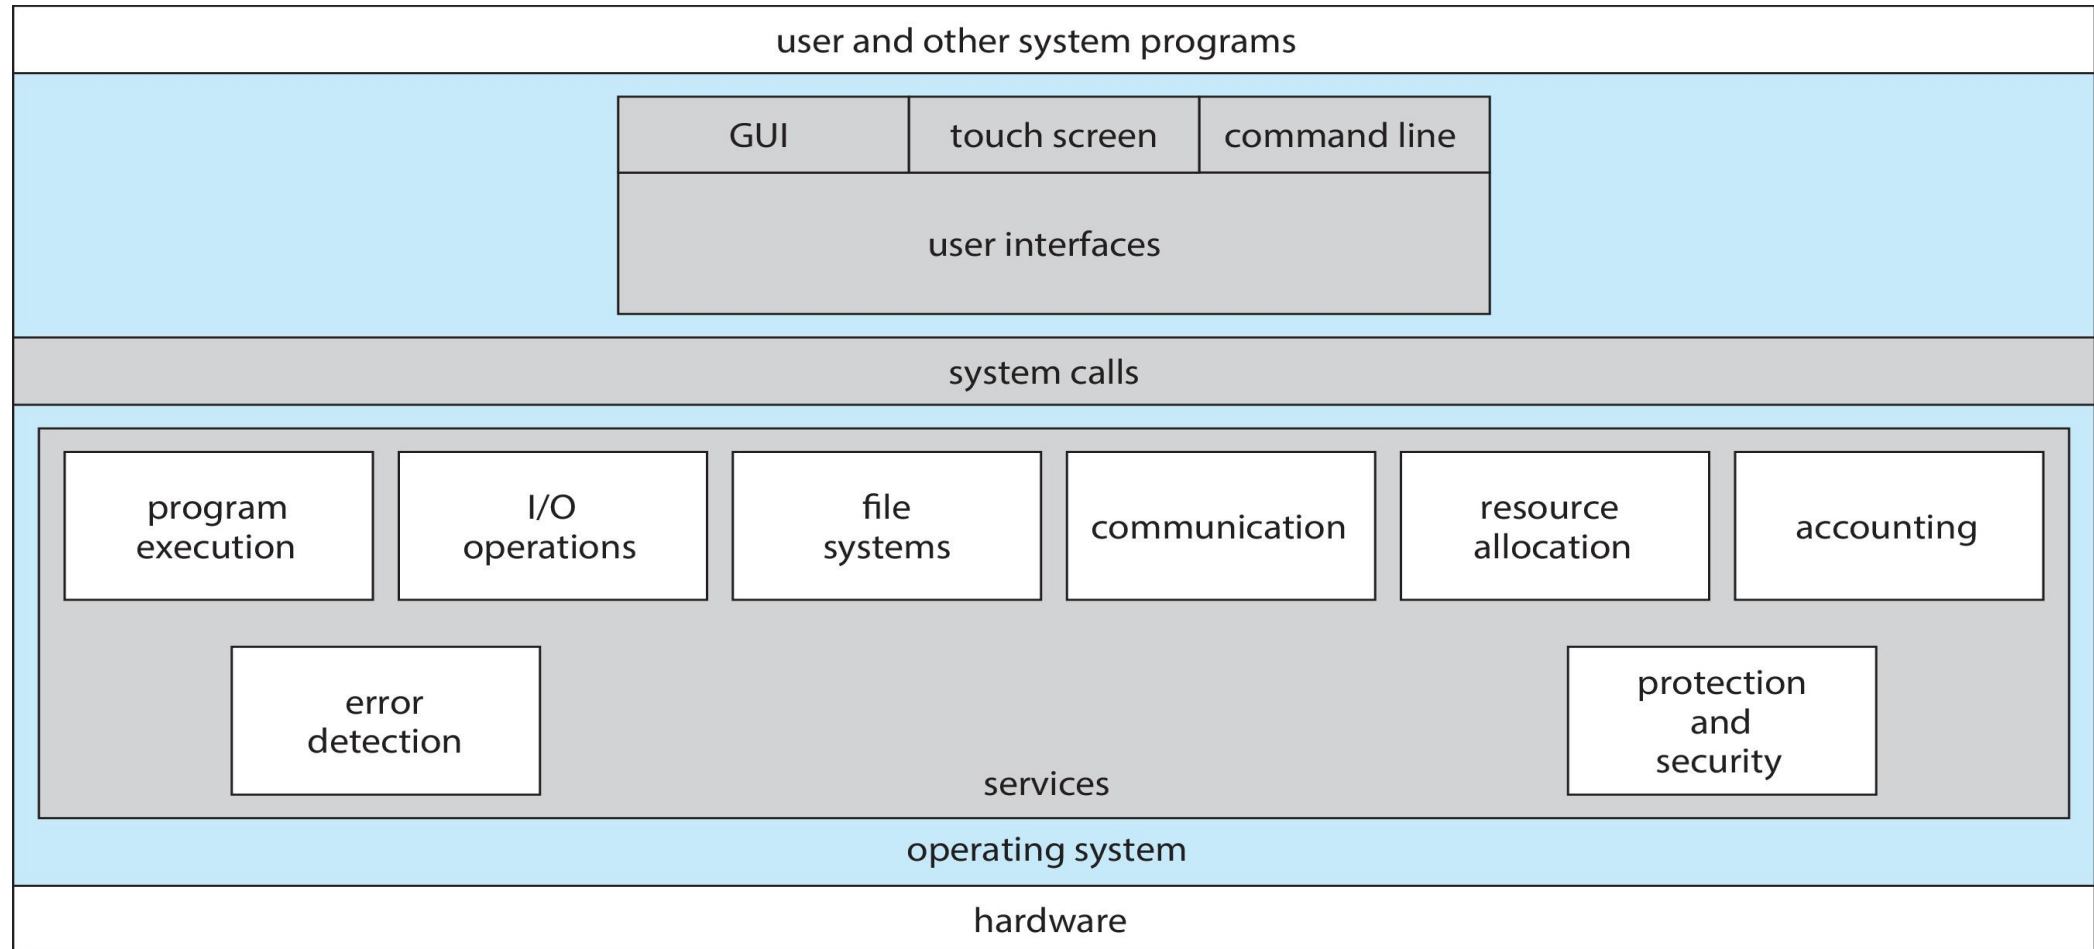 user and other system programs
GUI
touch screen
command line
user interfaces
system calls
program
execution
I/O
operations
file
systems
communication
resource
allocation
accounting
error
detection
protection
and
security
services
operating system
hardware